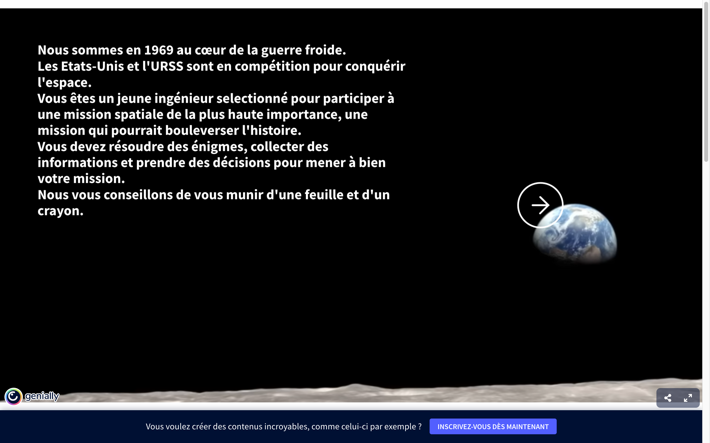 Nous sommes en 1969 au cœur de la guerre froide.
Les Etats-Unis et l'URSS sont en compétition pour conquérir
l'espace.
Vous êtes un jeune ingénieur selectionné pour participer à
une mission spatiale de la plus haute importance, une
mission qui pourrait bouleverser l'histoire.
Vous devez résoudre des énigmes, collecter des
informations et prendre des décisions pour mener à bien
votre mission.
Nous vous conseillons de vous munir d'une feuille et d'un
crayon.
genially
Vous voulez créer des contenus incroyables, comme celui-ci par exemple ? INSCRIVEZ-VOUS DÈS MAINTENANT